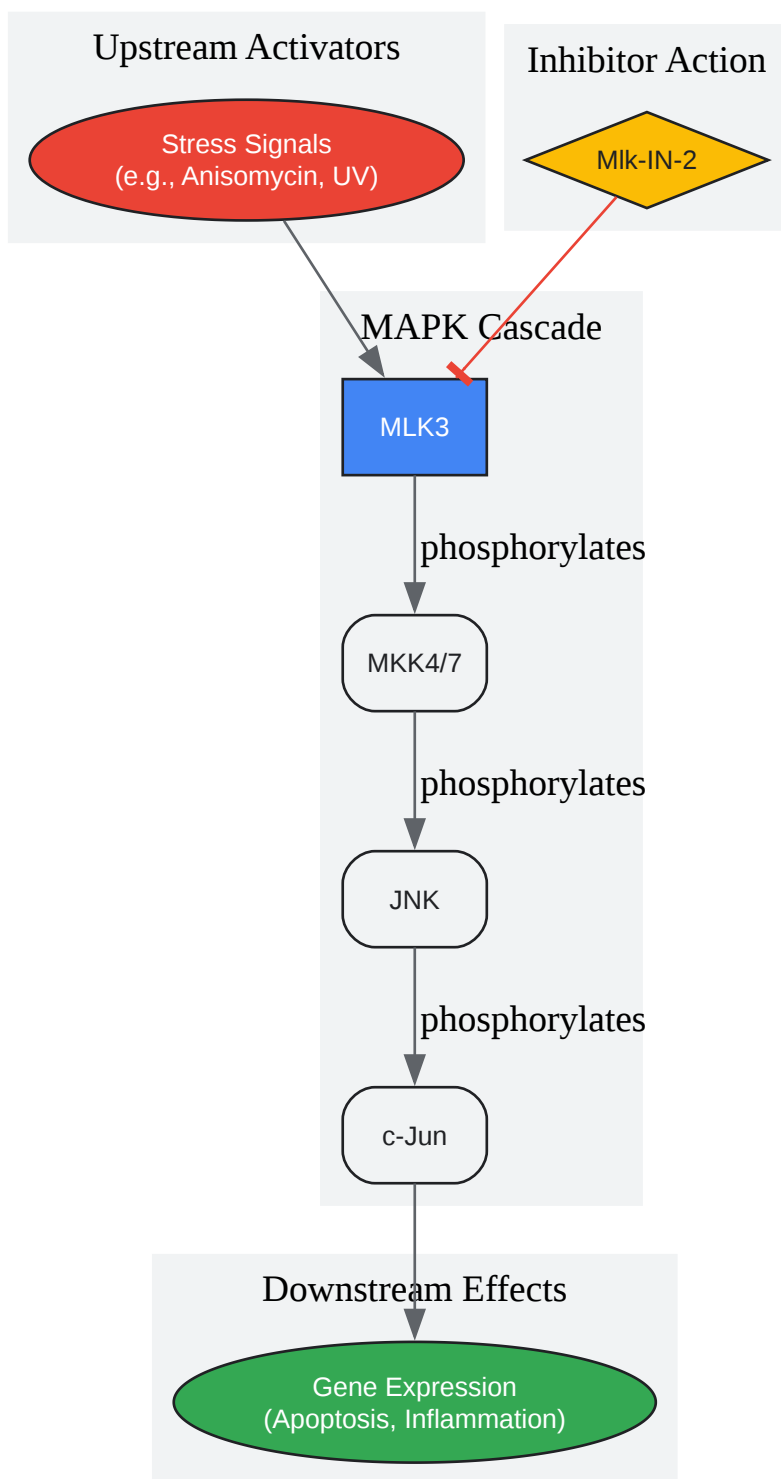 Upstream Activators
Inhibitor Action
Stress Signals
(e.g., Anisomycin, UV)
Mlk-IN-2
MAPK Cascade
MLK3
phosphorylates
MKK4/7
phosphorylates
JNK
phosphorylates
c-Jun
Downstream Effects
Gene Expression
(Apoptosis, Inflammation)